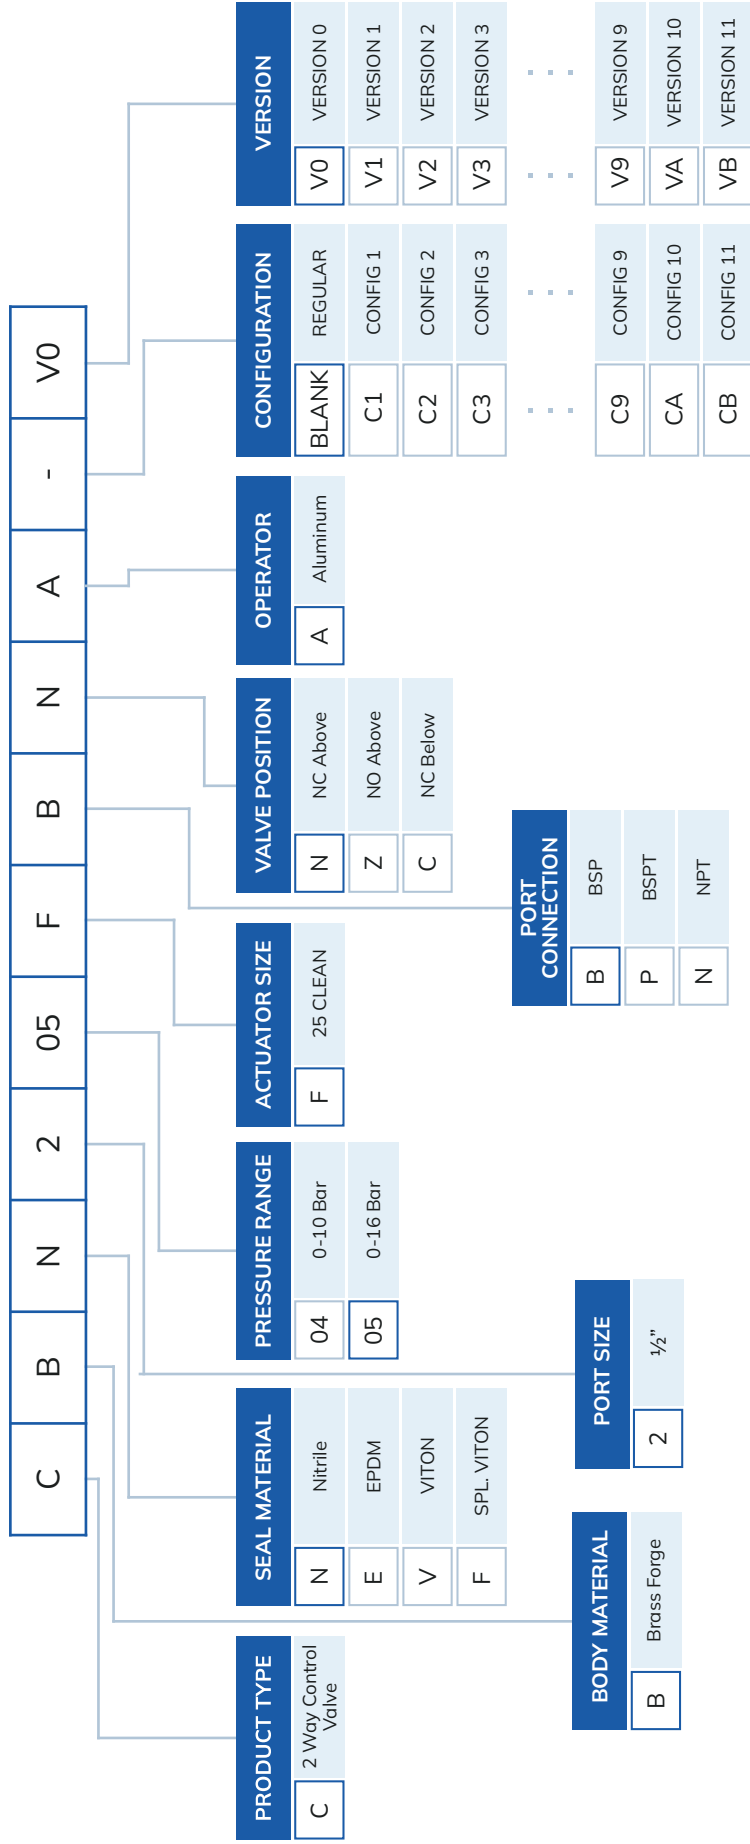 C B N 2 05 F B N A - V0
PRODUCT TYPE
C 2 Way Control
Valve
SEAL MATERIAL
N Nitrile
E EPDM
V VITON
F SPL. VITON
PRESSURE RANGE
04 0-10 Bar
05 0-16 Bar
ACTUATOR SIZE
F 25 CLEAN
VALVE POSITION
N NC Above
Z NO Above
C NC Below
OPERATOR
A Aluminum
CONFIGURATION
BLANK REGULAR
C1 CONFIG 1
C2 CONFIG 2
C3 CONFIG 3
C9 CONFIG 9
CA CONFIG 10
CB CONFIG 11
VERSION
V0 VERSION 0
V1 VERSION 1
V2 VERSION 2
V3 VERSION 3
V9 VERSION 9
VA VERSION 10
VB VERSION 11
BODY MATERIAL
B Brass Forge
PORT SIZE
2 ½”
PORT
CONNECTION
B BSP
P BSPT
N NPT